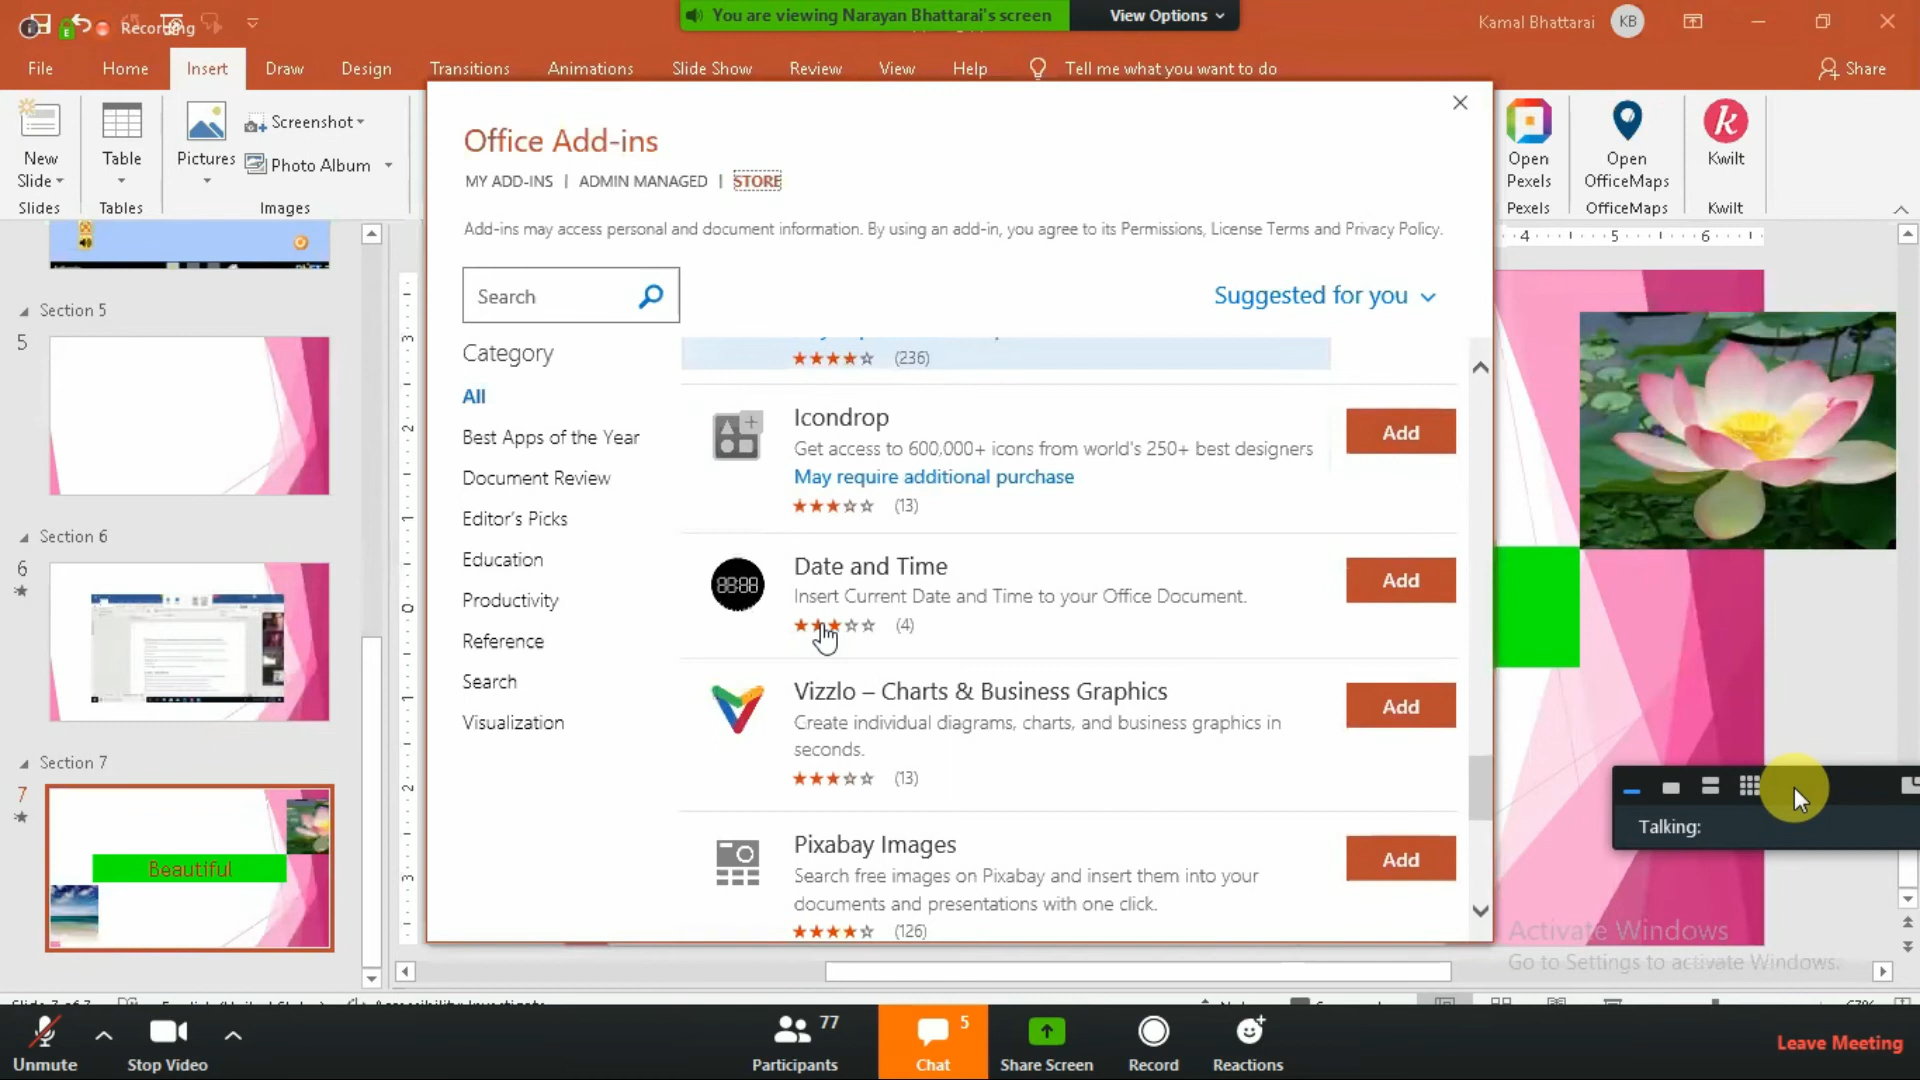 Recording
You are viewing Narayan Bhattarai's screen
View Options
Kamal Bhattarai
KB
File
Home
Insert
Draw
Design
Transitions
Animations
Slide Show
Review
View
Help
Tell me what you want to do
Share
New
Slide
Slides
Table
Tables
Pictures
Screenshot
Photo Album
Images
Open
Pexels
Pexels
Open
OfficeMaps
OfficeMaps
Kwilt
Kwilt
Office Add-ins
MY ADD-INS | ADMIN MANAGED | STORE
Add-ins may access personal and document information. By using an add-in, you agree to its Permissions, License Terms and Privacy Policy.
Search
Suggested for you
Category
All
Best Apps of the Year
Document Review
Editor's Picks
Education
Productivity
Reference
Search
Visualization
(236)
Icondrop
Get access to 600,000+ icons from world's 250+ best designers
May require additional purchase
(13)
Add
Date and Time
Insert Current Date and Time to your Office Document.
(4)
Add
Vizzlo – Charts & Business Graphics
Create individual diagrams, charts, and business graphics in
seconds.
(13)
Add
Pixabay Images
Search free images on Pixabay and insert them into your
documents and presentations with one click.
(126)
Add
Section 5
5
Section 6
6
Section 7
7
Beautiful
4 5 6
3
2
1
0
1
2
3
Talking:
Activate Windows
Go to Settings to activate Windows.
Unmute
Stop Video
77
Participants
5
Chat
Share Screen
Record
Reactions
Leave Meeting